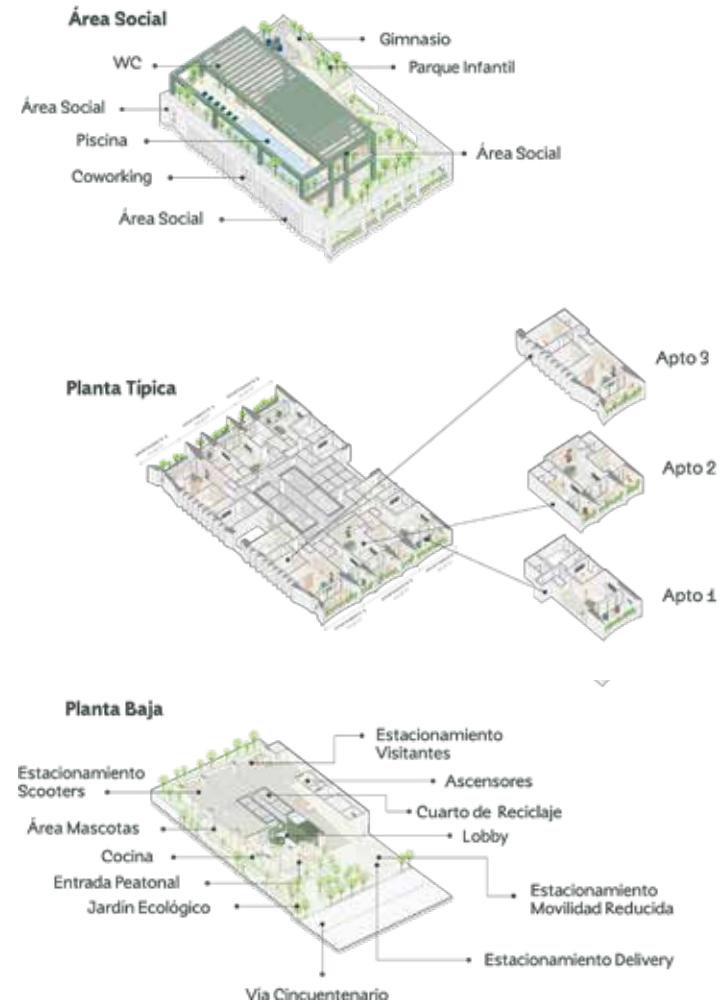 Área Social
Gimnasio
WC
Parque Infantil
Área Social
Piscina
Área Social
Coworking
Área Social
Planta Típica
Apto 3
Apto 2
Apto 1
Planta Baja
Estacionamiento
Visitantes
Estacionamiento
Scooters
Ascensores
Cuarto de Reciclaje
Área Mascotas
Lobby
Cocina
Entrada Peatonal
Estacionamiento
Movilidad Reducida
Jardín Ecológico
Estacionamiento Delivery
Vía Cincuentenario